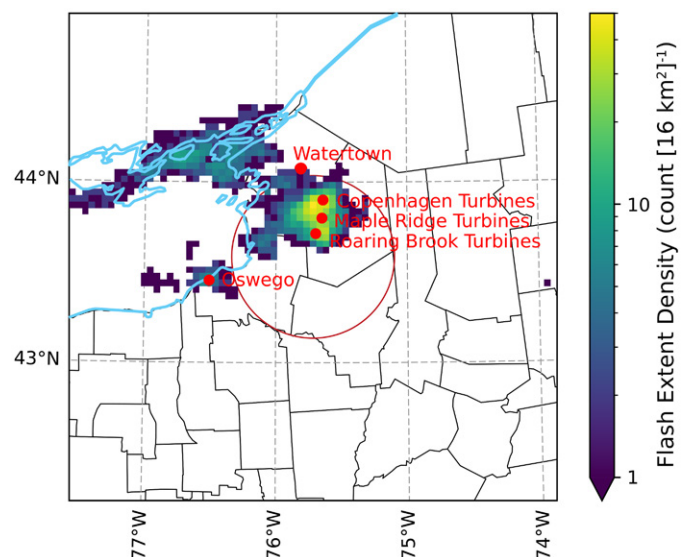 Watertown
44°N
Copenhagen Turbines
Maple Ridge Turbines
Roaring Brook Turbines
Oswego
43°N
77°W
76°W
75°W
74°W
10
1
Flash Extent Density (count [16 km²]⁻¹)